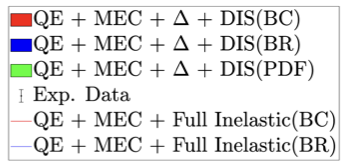 QE + MEC + Δ + DIS(BC)
QE + MEC + Δ + DIS(BR)
QE + MEC + Δ + DIS(PDF)
Exp. Data
QE + MEC + Full Inelastic(BC)
QE + MEC + Full Inelastic(BR)